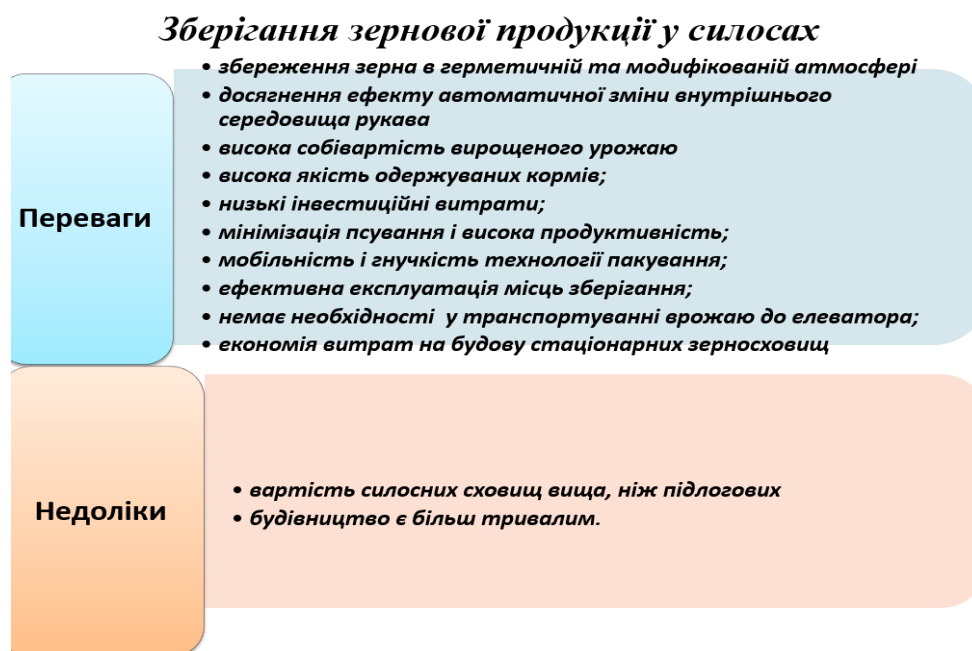 Зберігання зернової продукції у силосах
• збереження зерна в герметичній та модифікованій атмосфері
• досягнення ефекту автоматичної зміни внутрішнього
середовища рукава
• висока собівартість вирощеного урожаю
• висока якість одержуваних кормів;
• низькі інвестиційні витрати;
• мінімізація псування і висока продуктивність;
• мобільність і гнучкість технології пакування;
• ефективна експлуатація місць зберігання;
• немає необхідності у транспортуванні врожаю до елеватора;
• економія витрат на будову стаціонарних зерносховищ
Переваги
• вартість силосних сховищ вища, ніж підлогових
• будівництво є більш тривалим.
Недоліки